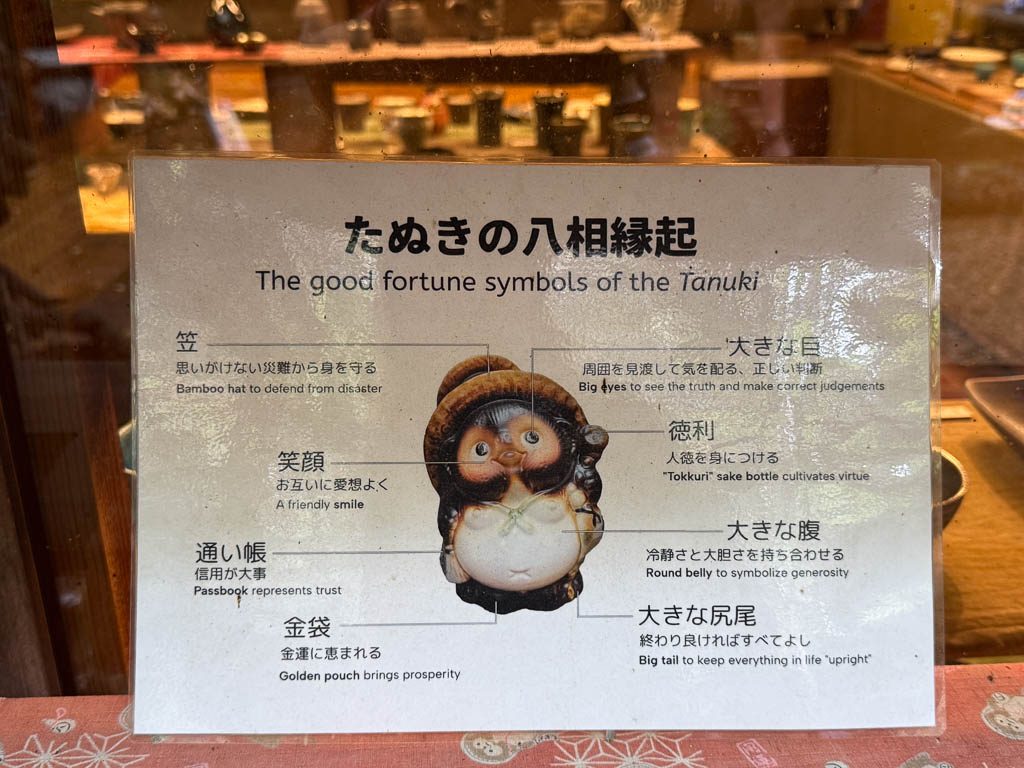 たぬきの八相縁起
The good fortune symbols of the Tanuki
笠
思いがけない災難から身を守る
Bamboo hat to defend from disaster
大きな目
周囲を見渡して気を配る、正しい判断
Big eyes to see the truth and make correct judgements
笑顔
お互いに愛想よく
A friendly smile
徳利
人徳を身につける
"Tokkuri" sake bottle cultivates virtue
通い帳
信用が大事
Passbook represents trust
大きな腹
冷静さと大胆さを持ち合わせる
Round belly to symbolize generosity
金袋
金運に恵まれる
Golden pouch brings prosperity
大きな尻尾
終わり良ければすべてよし
Big tail to keep everything in life "upright"